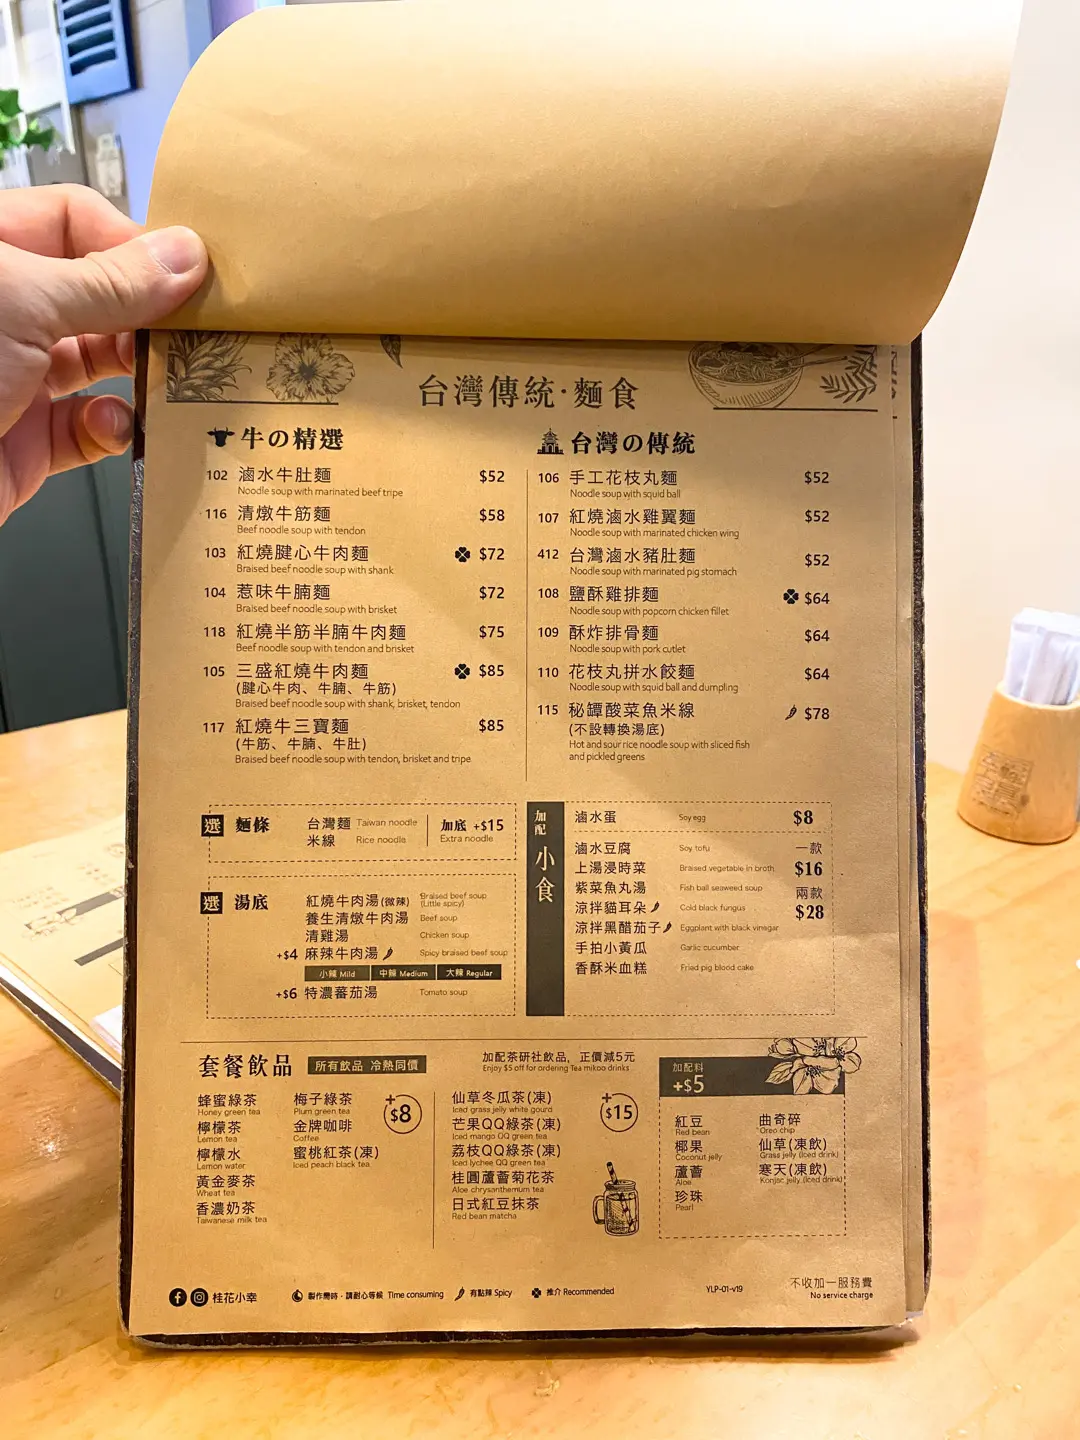 台灣傳統·麵食
牛の精選
102 滷水牛肚麵 $52
Noodle soup with marinated beef tripe
116 清燉牛筋麵 $58
Beef noodle soup with tendon
103 紅燒腱心牛肉麵 $72
Braised beef noodle soup with shank
104 惹味牛腩麵 $72
Braised beef noodle soup with brisket
118 紅燒半筋半腩牛肉麵 $75
Beef noodle soup with tendon and brisket
105 三盛紅燒牛肉麵 $85
(腱心牛肉、牛腩、牛筋)
Braised beef noodle soup with shank, brisket, tendon
117 紅燒牛三寶麵 $85
(牛筋、牛腩、牛肚)
Braised beef noodle soup with tendon, brisket and tripe
台灣の傳統
106 手工花枝丸麵 $52
Noodle soup with squid ball
107 紅燒滷水雞翼麵 $52
Noodle soup with marinated chicken wing
412 台灣滷水豬肚麵 $52
Noodle soup with marinated pig stomach
108 鹽酥雞排麵 $64
Noodle soup with popcorn chicken fillet
109 酥炸排骨麵 $64
Noodle soup with pork cutlet
110 花枝丸拼水餃麵 $64
Noodle soup with squid ball and dumpling
115 秘罈酸菜魚米線 $78
(不設轉換湯底)
Hot and sour rice noodle soup with sliced fish
and pickled greens
選 麵條
台灣麵 Taiwan noodle
米線 Rice noodle
加底 +$15
Extra noodle
選 湯底
紅燒牛肉湯(微辣) Braised beef soup
(Little spicy)
養生清燉牛肉湯 Beef soup
清雞湯 Chicken soup
+$4 麻辣牛肉湯 Spicy braised beef soup
小辣 Mild 中辣 Medium 大辣 Regular
+$6 特濃蕃茄湯 Tomato soup
加配 小食
滷水蛋 Soy egg $8
滷水豆腐 Soy tofu 一款
上湯浸時菜 Braised vegetable in broth $16
紫菜魚丸湯 Fish ball seaweed soup 兩款
涼拌貓耳朵 Cold black fungus $28
涼拌黑醋茄子 Eggplant with black vinegar
手拍小黃瓜 Garlic cucumber
香酥米血糕 Fried pig blood cake
套餐飲品 所有飲品 冷熱同價
加配茶研社飲品，正價減5元
Enjoy $5 off for ordering Tea mikoo drinks
蜂蜜綠茶
Honey green tea
檸檬茶
Lemon tea
檸檬水
Lemon water
黃金麥茶
Wheat tea
香濃奶茶
Taiwanese milk tea
梅子綠茶
Plum green tea
金牌咖啡
Coffee
蜜桃紅茶(凍)
Iced peach black tea
+$8
仙草冬瓜茶(凍)
Iced grass jelly white gourd
芒果QQ綠茶(凍)
Iced mango QQ green tea
荔枝QQ綠茶(凍)
Iced lychee QQ green tea
桂圓蘆薈菊花茶
Aloe chrysanthemum tea
日式紅豆抹茶
Red bean matcha
+$15
加配料
+$5
紅豆
Red bean
椰果
Coconut jelly
蘆薈
Aloe
珍珠
Pearl
曲奇碎
Oreo chip
仙草(凍飲)
Grass jelly (Iced drink)
寒天(凍飲)
Konjac jelly (Iced drink)
桂花小幸
製作需時，請耐心等候 Time consuming
有點辣 Spicy
推介 Recommended
YLP-01-v19
不收加一服務費
No service charge